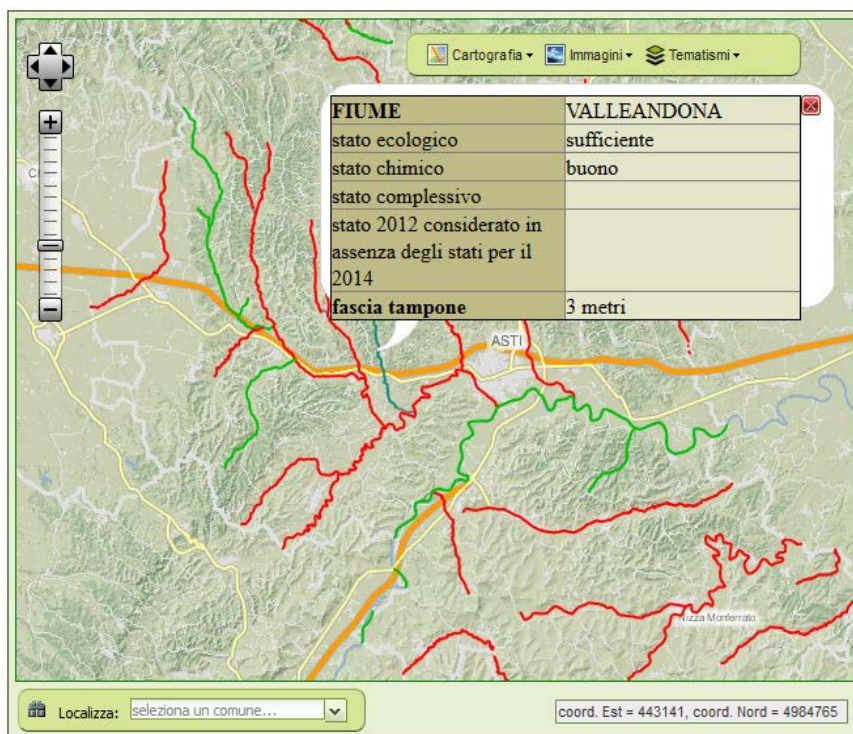 Cartografia Immagini Tematismi
FIUME VALLEANDONA
stato ecologico sufficiente
stato chimico buono
stato complessivo
stato 2012 considerato in
assenza degli stati per il
2014
fascia tampone 3 metri
ASTI
Nizza Monferrato
Localizza: seleziona un comune...
coord. Est = 443141, coord. Nord = 4984765